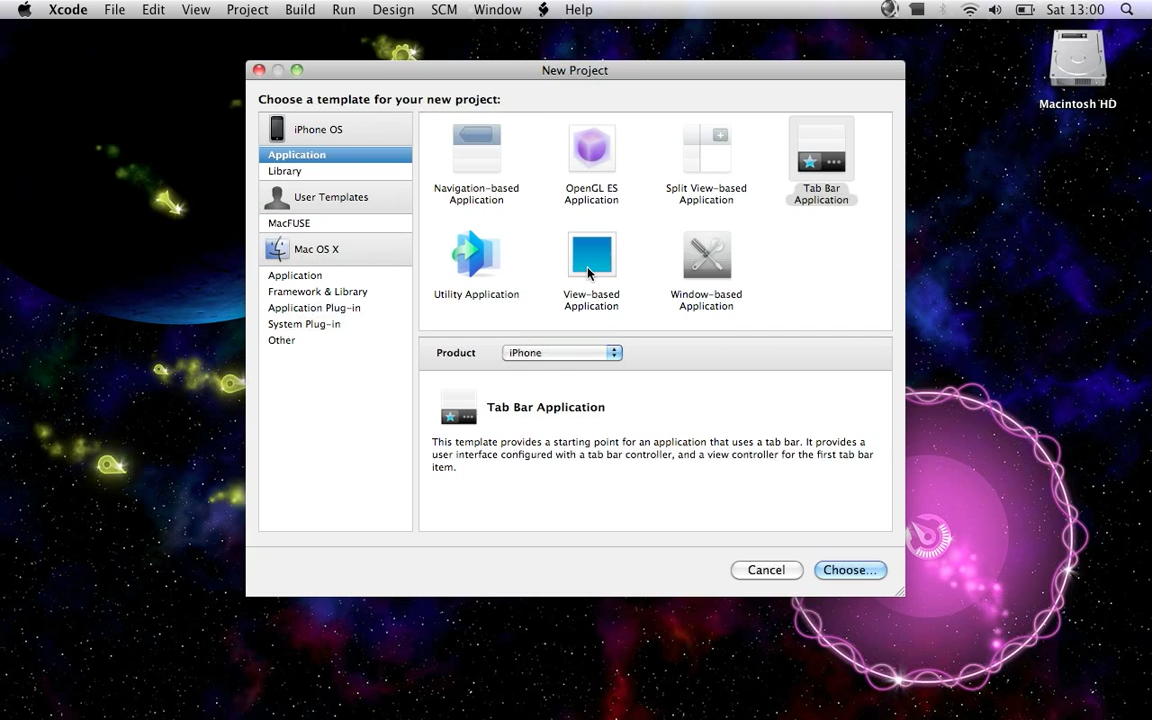 Xcode File Edit View Project Build Run Design SCM Window Help Sat 13:00
Macintosh HD
New Project
Choose a template for your new project:
iPhone OS
Application
Library
User Templates
MacFUSE
Mac OS X
Application
Framework & Library
Application Plug-in
System Plug-in
Other
Navigation-based
Application
OpenGL ES
Application
Split View-based
Application
Tab Bar
Application
Utility Application
View-based
Application
Window-based
Application
Product iPhone
Tab Bar Application
This template provides a starting point for an application that uses a tab bar. It provides a
user interface configured with a tab bar controller, and a view controller for the first tab bar
item.
Cancel Choose...